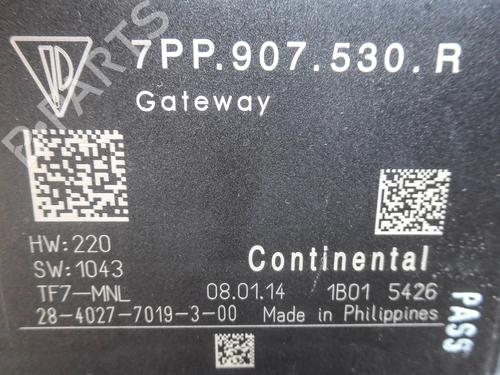 7PP.907.530.R
Gateway
HW:220
SW:1043
Continental
TF7-MNL 08.01.14 1B01 5426
28-4027-7019-3-00 Made in Philippines
PASS